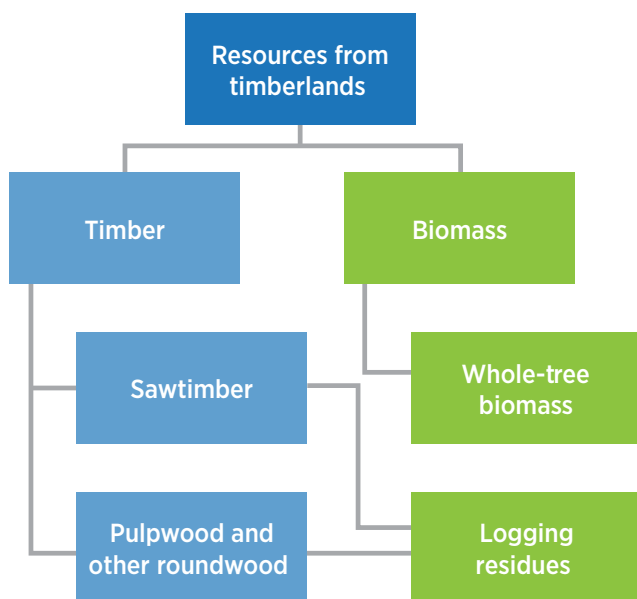 Resources from
timberlands
Timber
Biomass
Sawtimber
Whole-tree
biomass
Pulpwood and
other roundwood
Logging
residues